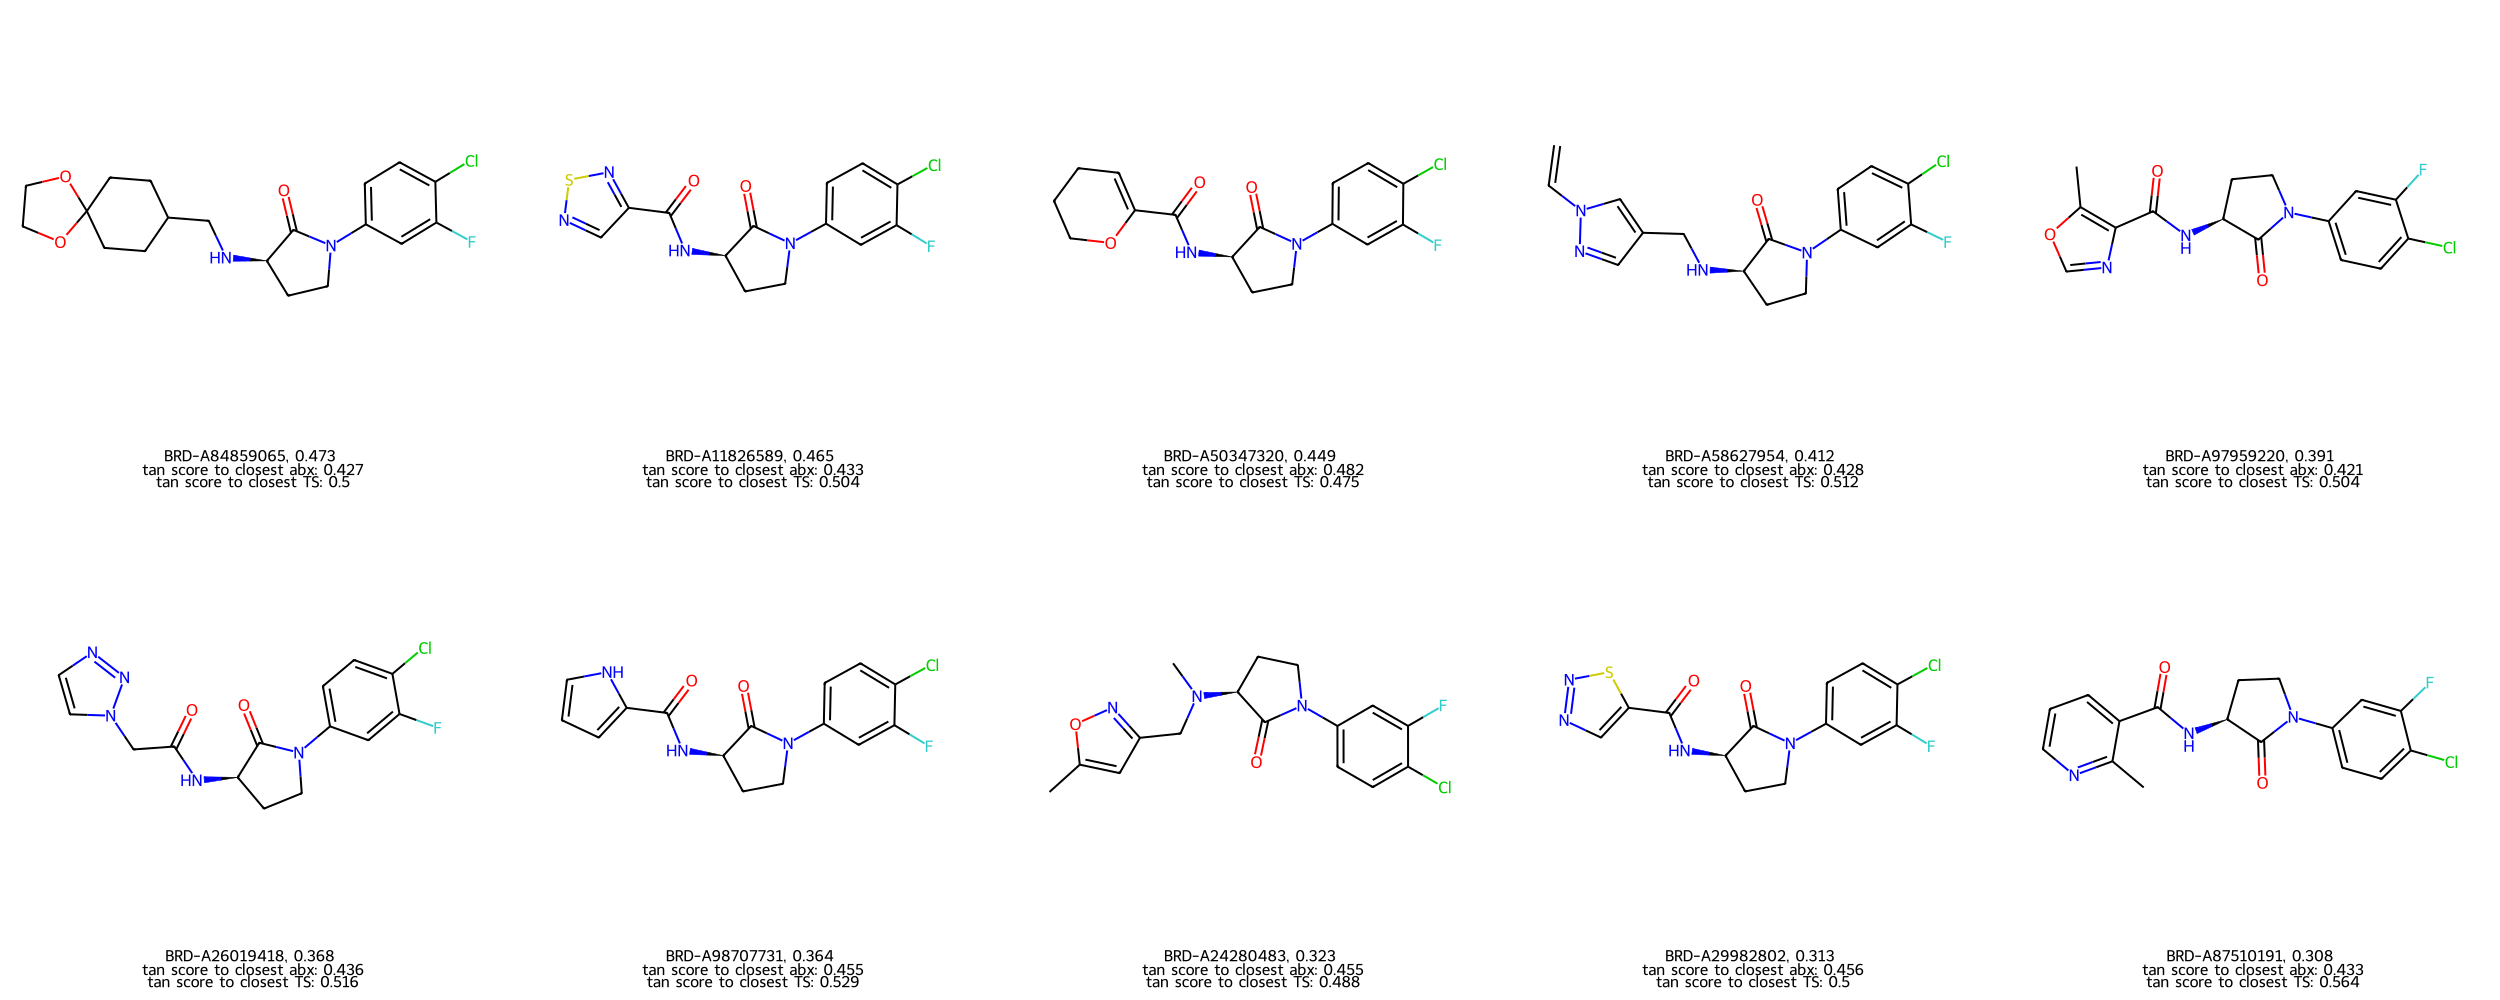 BRD-A84859065, 0.473
tan score to closest abx: 0.427
tan score to closest TS: 0.5
BRD-A11826589, 0.465
tan score to closest abx: 0.433
tan score to closest TS: 0.504
BRD-A50347320, 0.449
tan score to closest abx: 0.482
tan score to closest TS: 0.475
BRD-A58627954, 0.412
tan score to closest abx: 0.428
tan score to closest TS: 0.512
BRD-A97959220, 0.391
tan score to closest abx: 0.421
tan score to closest TS: 0.504
BRD-A26019418, 0.368
tan score to closest abx: 0.436
tan score to closest TS: 0.516
BRD-A98707731, 0.364
tan score to closest abx: 0.455
tan score to closest TS: 0.529
BRD-A24280483, 0.323
tan score to closest abx: 0.455
tan score to closest TS: 0.488
BRD-A29982802, 0.313
tan score to closest abx: 0.456
tan score to closest TS: 0.5
BRD-A87510191, 0.308
tan score to closest abx: 0.433
tan score to closest TS: 0.564